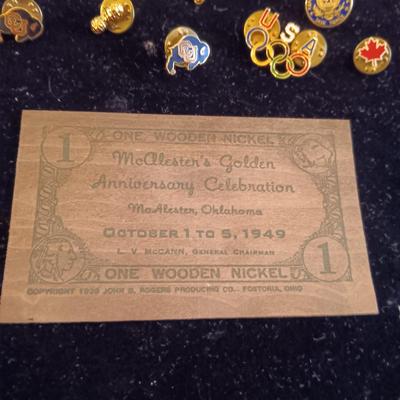 USA
ONE WOODEN NICKEL
1
McAlester's Golden
Anniversary Celebration
McAlester, Oklahoma
OCTOBER 1 TO 5, 1949
L. V. McCANN, GENERAL CHAIRMAN
1
ONE WOODEN NICKEL
COPYRIGHT 1935 JOHN B. ROGERS PRODUCING CO., FOSTORIA, OHIO